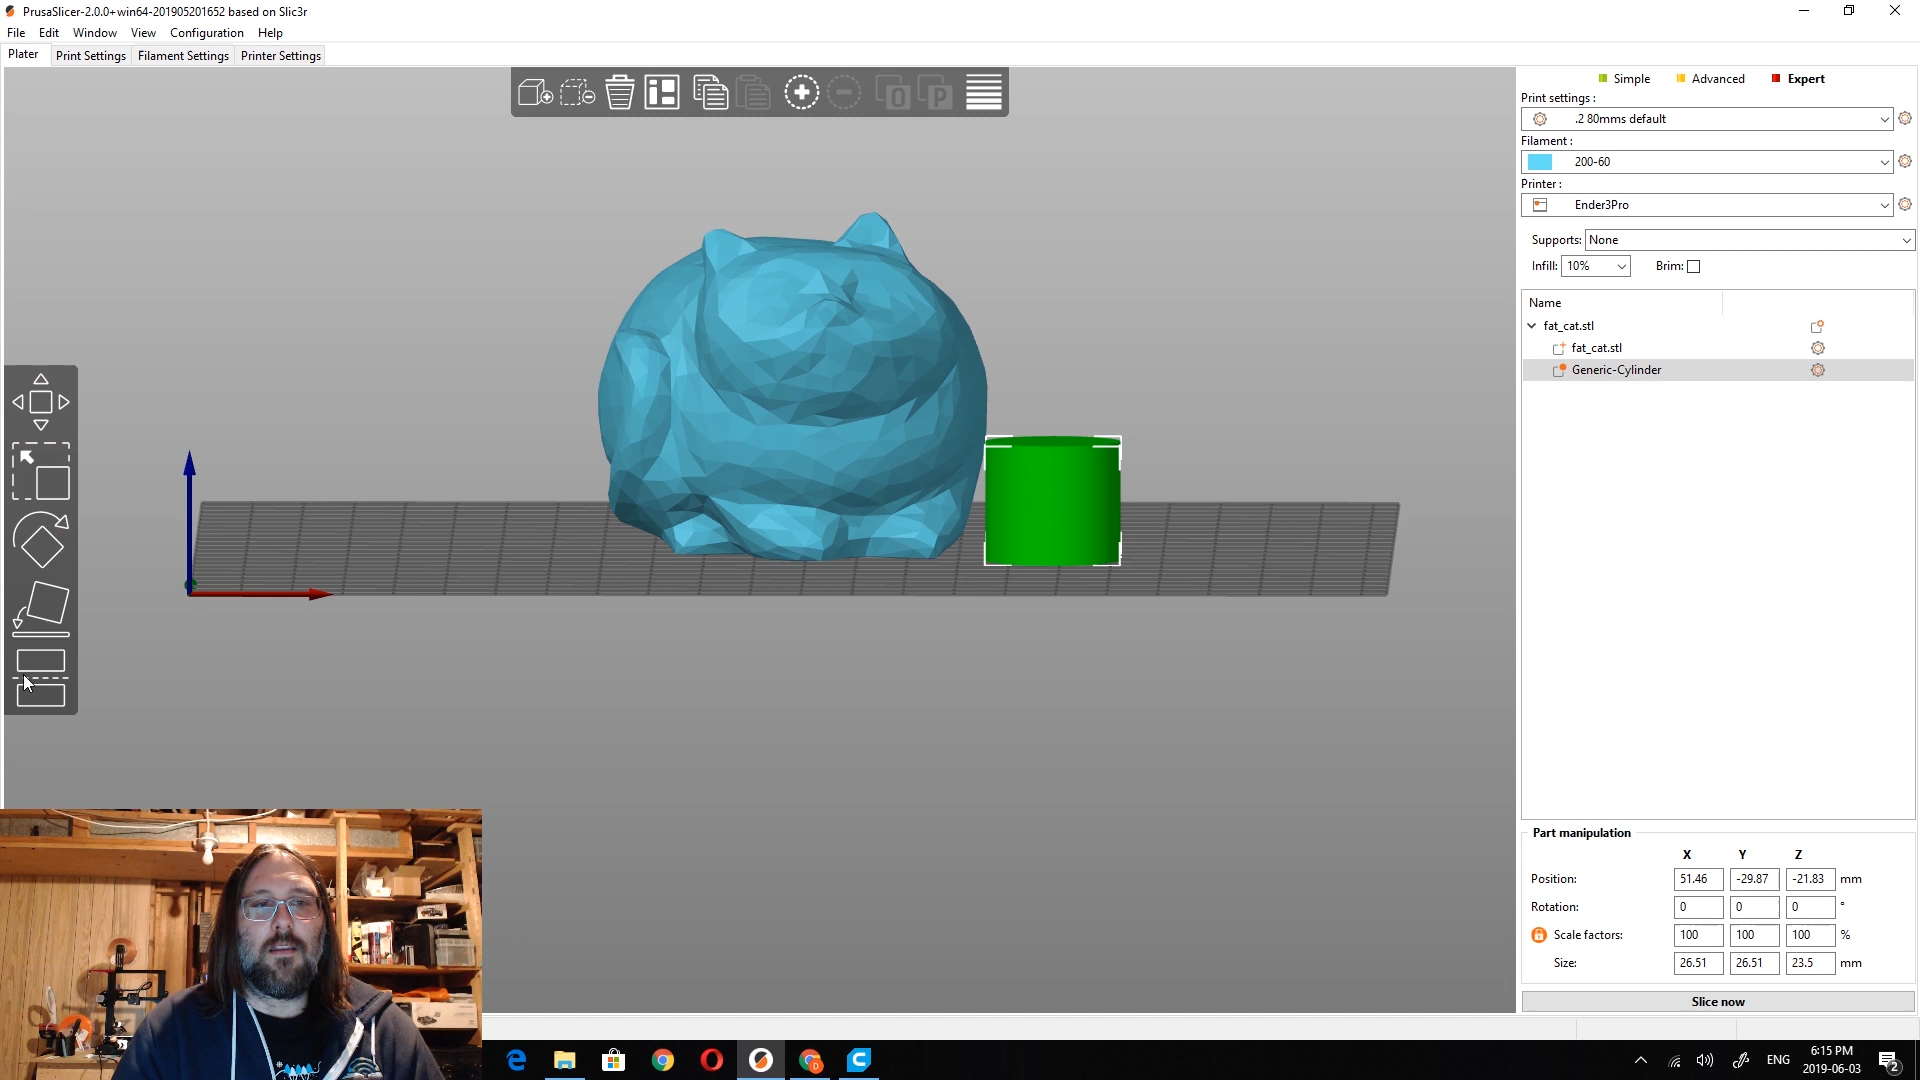 PrusaSlicer-2.0.0+win64-201905201652 based on Slic3r
File Edit Window View Configuration Help
Plater Print Settings Filament Settings Printer Settings
Simple Advanced Expert
Print settings :
.2 80mms default
Filament :
200-60
Printer :
Ender3Pro
Supports: None
Infill: 10% Brim:
Name
fat_cat.stl
fat_cat.stl
Generic-Cylinder
Part manipulation
X Y Z
Position: 51.46 -29.87 -21.83 mm
Rotation: 0 0 0 °
Scale factors: 100 100 100 %
Size: 26.51 26.51 23.5 mm
Slice now
ENG
6:15 PM
2019-06-03
2